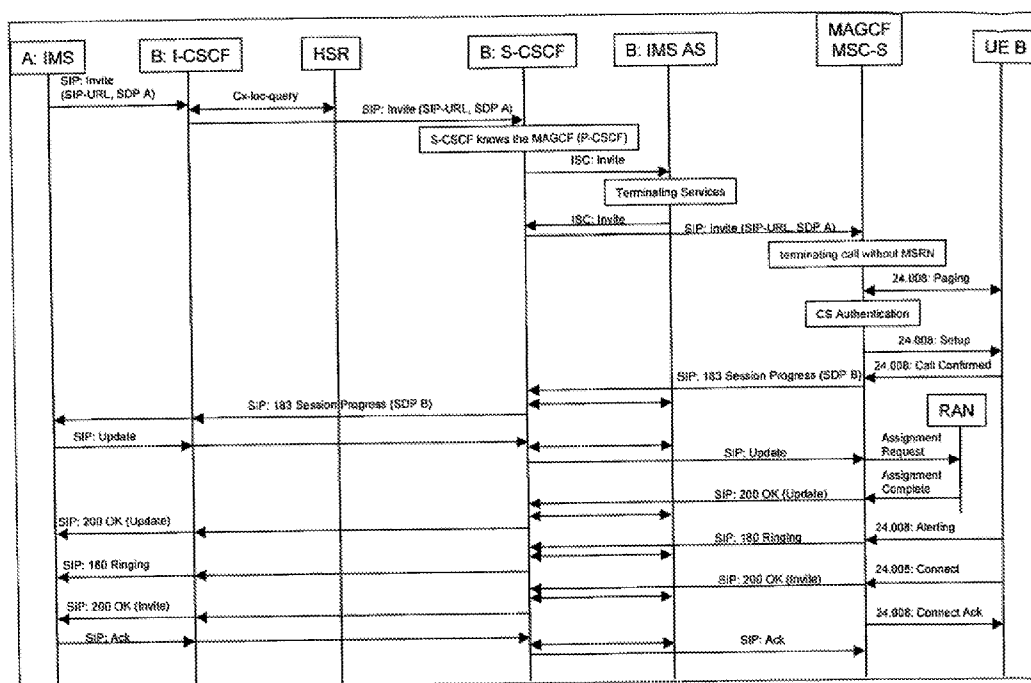 A: IMS
B: I-CSCF
HSR
B: S-CSCF
B: IMS AS
MAGCF
MSC-S
UE B
SIP: Invite
(SIP-URL, SDP A)
Cx-loc-query
SIP: Invite (SIP-URL, SDP A)
S-CSCF knows the MAGCF (P-CSCF)
ISC: Invite
Terminating Services
ISC: Invite
SIP: Invite (SIP-URL, SDP A)
terminating call without MSRN
24.008: Paging
CS Authentication
24.008: Setup
24.008: Call Confirmed
SIP: 183 Session Progress (SDP B)
SIP: 183 Session Progress (SDP B)
RAN
SIP: Update
Assignment
Request
SIP: Update
Assignment
Complete
SIP: 200 OK (Update)
SIP: 200 OK (Update)
24.008: Alerting
SIP: 180 Ringing
SIP: 180 Ringing
24.008: Connect
SIP: 200 OK (Invite)
SIP: 200 OK (Invite)
24.008: Connect Ack
SIP: Ack
SIP: Ack